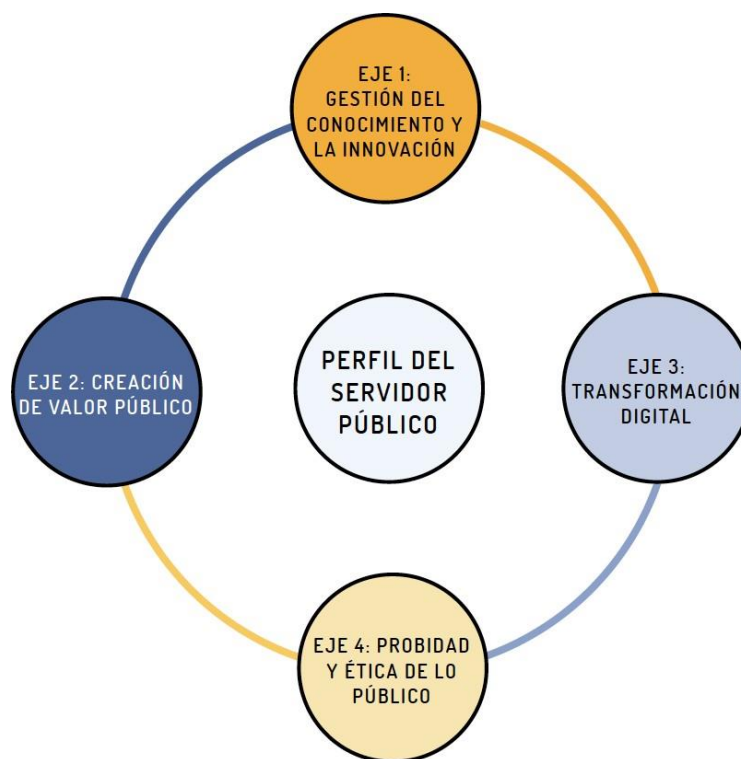 EJE 1:
GESTIÓN DEL
CONOCIMIENTO Y
LA INNOVACIÓN
EJE 2: CREACIÓN
DE VALOR PÚBLICO
PERFIL DEL
SERVIDOR
PÚBLICO
EJE 3:
TRANSFORMACIÓN
DIGITAL
EJE 4: PROBIDAD
Y ÉTICA DE LO
PÚBLICO